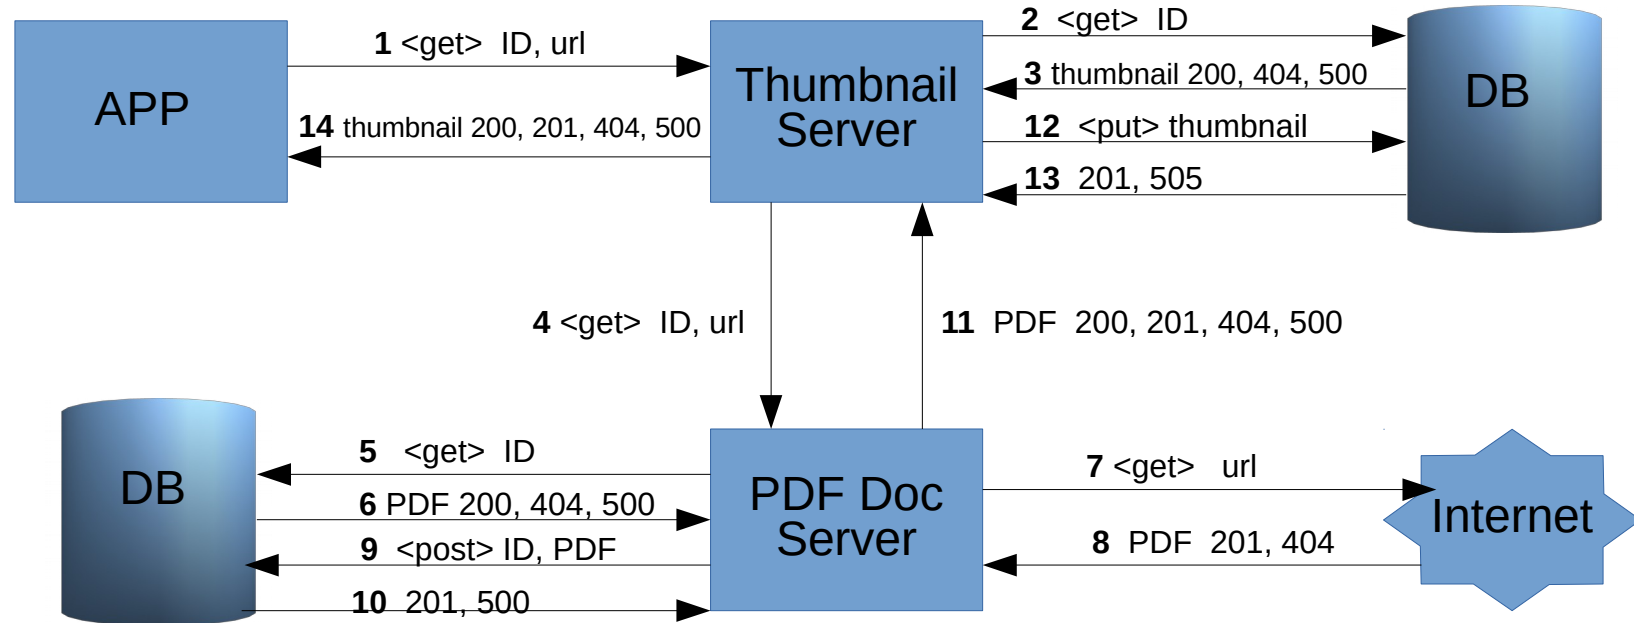 2 <get> ID
1 <get> ID, url
APP
Thumbnail
Server
3 thumbnail 200, 404, 500
DB
14 thumbnail 200, 201, 404, 500
12 <put> thumbnail
13 201, 505
4 <get> ID, url
11 PDF 200, 201, 404, 500
5 <get> ID
7 <get> url
DB
6 PDF 200, 404, 500
PDF Doc
Server
Internet
9 <post> ID, PDF
8 PDF 201, 404
10 201, 500